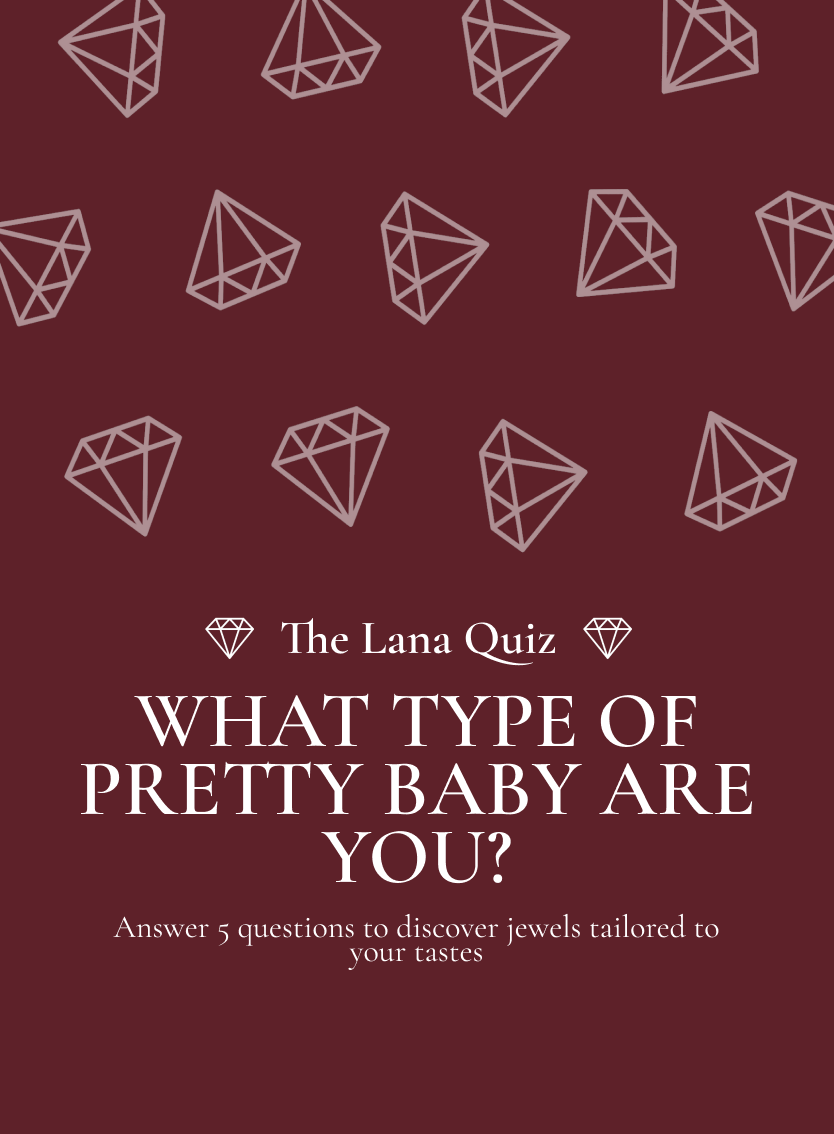 The Lana Quiz
WHAT TYPE OF
PRETTY BABY ARE
YOU?
Answer 5 questions to discover jewels tailored to
your tastes